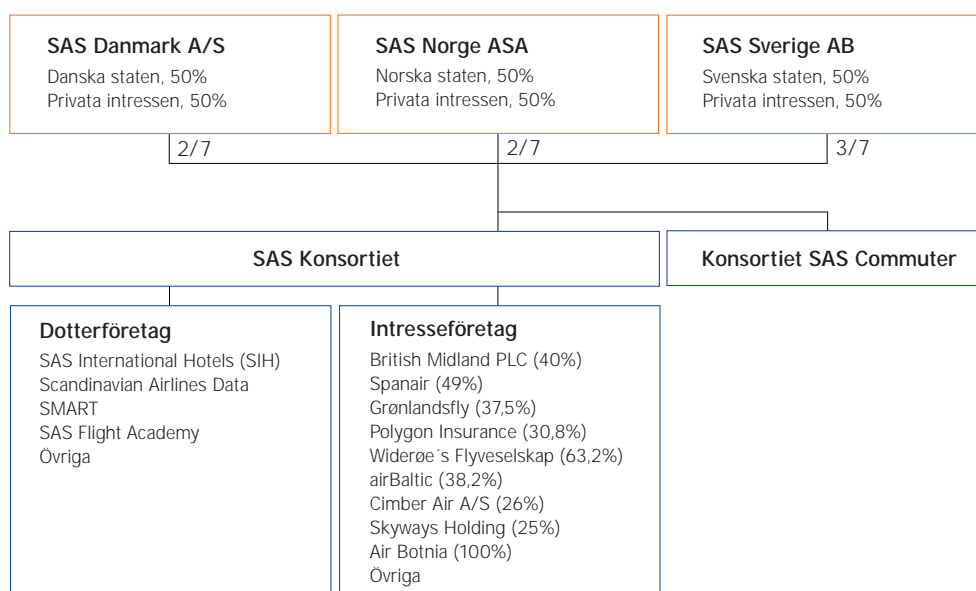 SAS Danmark A/S
Danska staten, 50%
Privata intressen, 50%
SAS Norge ASA
Norska staten, 50%
Privata intressen, 50%
SAS Sverige AB
Svenska staten, 50%
Privata intressen, 50%
2/7
2/7
3/7
SAS Konsortiet
Konsortiet SAS Commuter
Dotterföretag
SAS International Hotels (SIH)
Scandinavian Airlines Data
SMART
SAS Flight Academy
Övriga
Intresseföretag
British Midland PLC (40%)
Spanair (49%)
Grønlandsfly (37,5%)
Polygon Insurance (30,8%)
Widerøe´s Flyveselskap (63,2%)
airBaltic (38,2%)
Cimber Air A/S (26%)
Skyways Holding (25%)
Air Botnia (100%)
Övriga